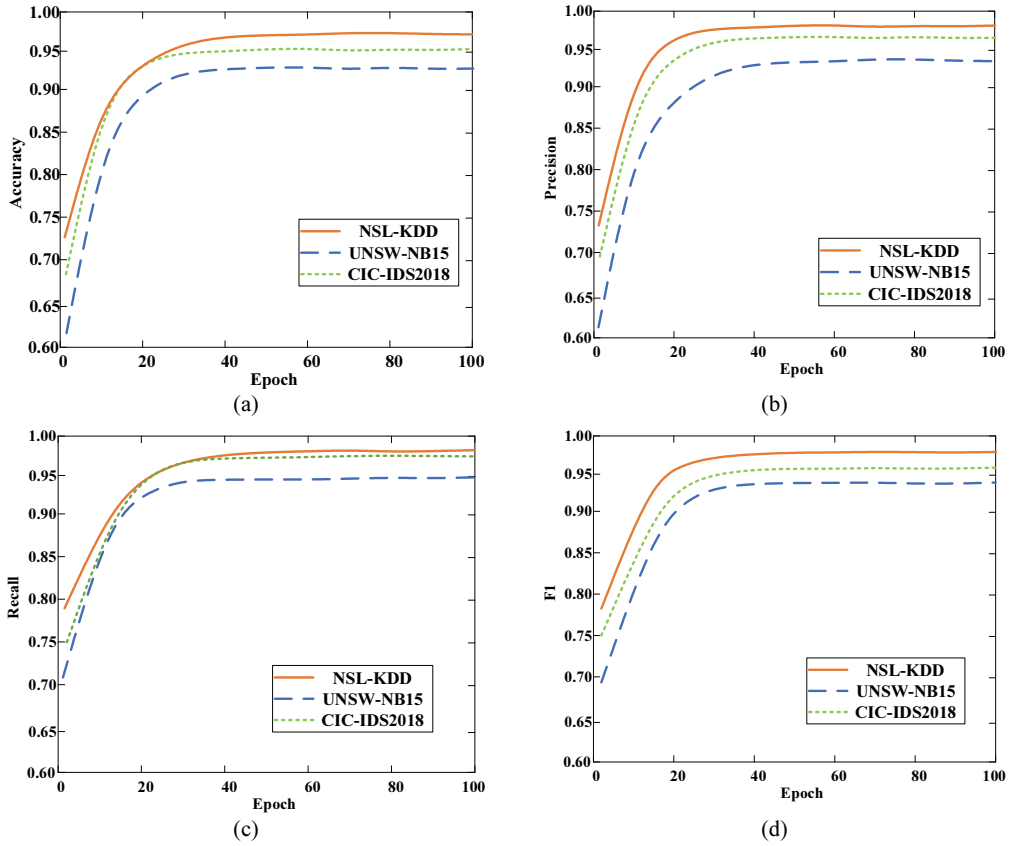 1.00
0.95
0.90
0.85
0.80
0.75
0.70
0.65
0.60
Accuracy
NSL-KDD
UNSW-NB15
CIC-IDS2018
0 20 40 60 80 100
Epoch
(a)
1.00
0.95
0.90
0.85
0.80
0.75
0.70
0.65
0.60
Precision
NSL-KDD
UNSW-NB15
CIC-IDS2018
0 20 40 60 80 100
Epoch
(b)
1.00
0.95
0.90
0.85
0.80
0.75
0.70
0.65
0.60
Recall
NSL-KDD
UNSW-NB15
CIC-IDS2018
0 20 40 60 80 100
Epoch
(c)
1.00
0.95
0.90
0.85
0.80
0.75
0.70
0.65
0.60
F1
NSL-KDD
UNSW-NB15
CIC-IDS2018
0 20 40 60 80 100
Epoch
(d)